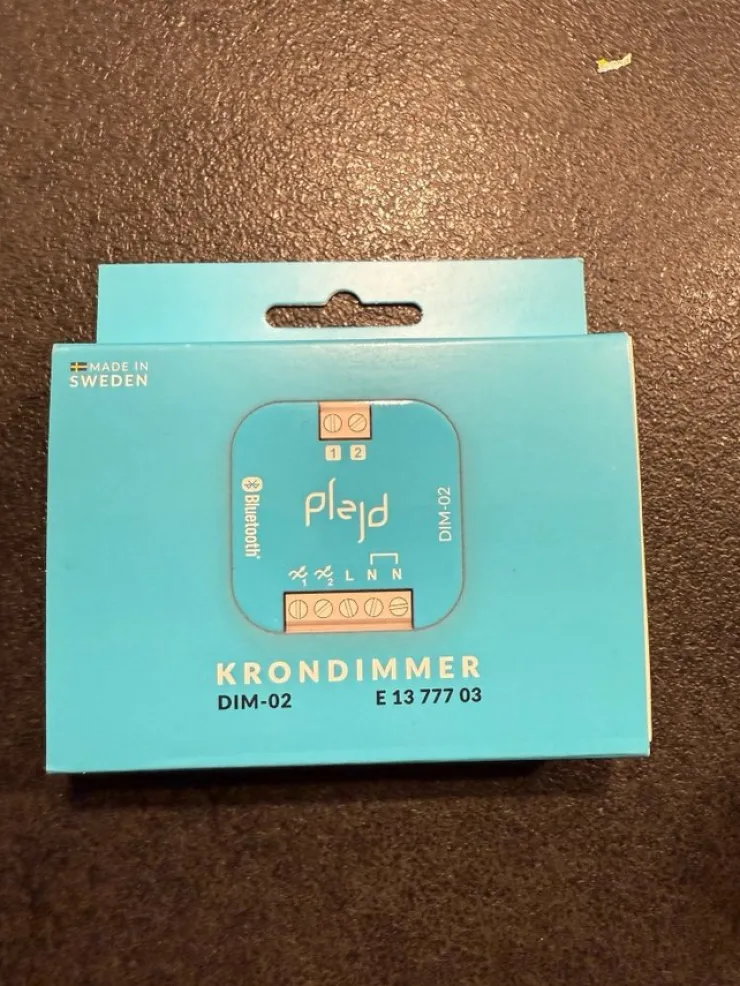 MADE IN
SWEDEN
1 2
Bluetooth®
plejd
DIM-02
1 2 L N N
KRONDIMMER
DIM-02 E 13 777 03